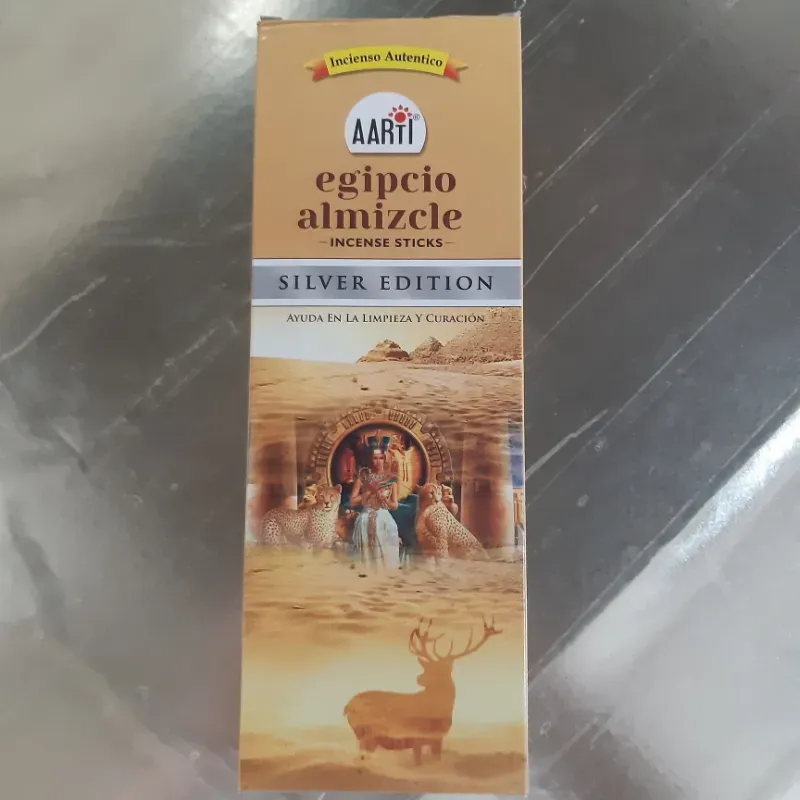 Incienso Autentico
AARTI®
egipcio
almizcle
INCENSE STICKS
SILVER EDITION
AYUDA EN LA LIMPIEZA Y CURACIÓN